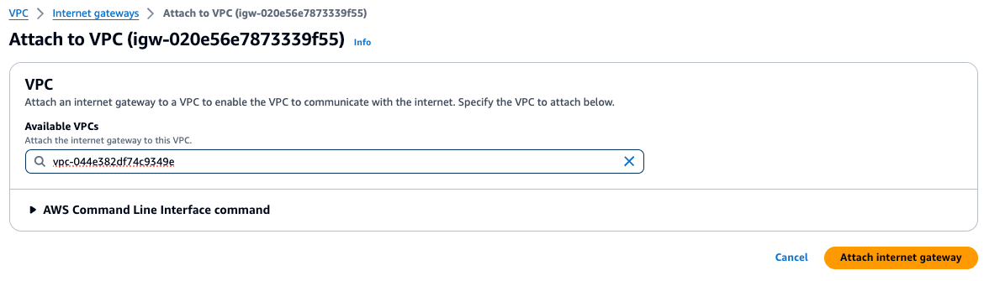 VPC > Internet gateways > Attach to VPC (igw-020e56e7873339f55)
Attach to VPC (igw-020e56e7873339f55) Info
VPC
Attach an internet gateway to a VPC to enable the VPC to communicate with the internet. Specify the VPC to attach below.
Available VPCs
Attach the internet gateway to this VPC.
vpc-044e382df74c9349e
AWS Command Line Interface command
Cancel Attach internet gateway